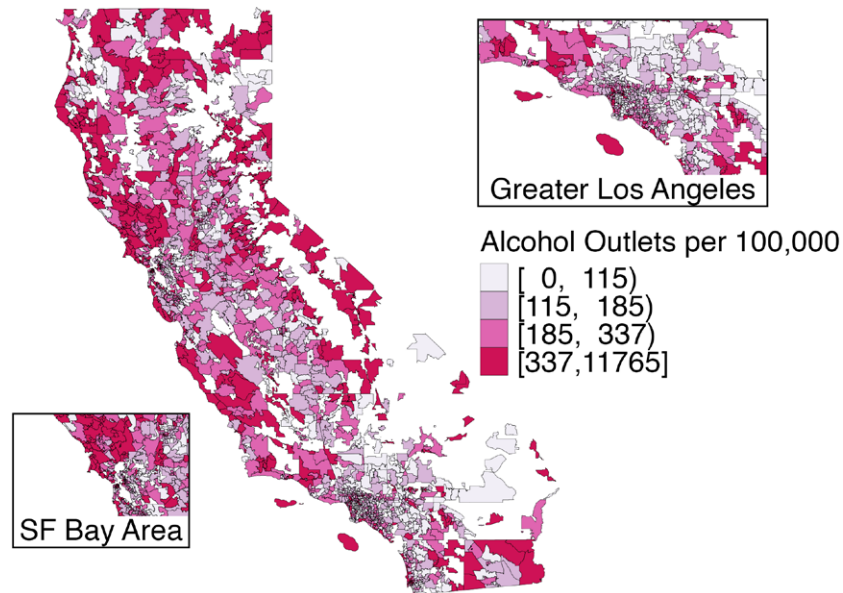 Greater Los Angeles
Alcohol Outlets per 100,000
[ 0, 115)
[115, 185)
[185, 337)
[337,11765]
SF Bay Area